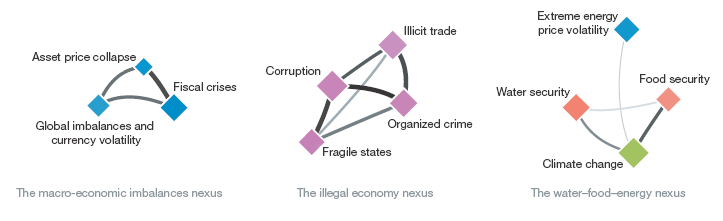 Asset price collapse
Fiscal crises
Global imbalances and
currency volatility
The macro-economic imbalances nexus
Illicit trade
Corruption
Organized crime
Fragile states
The illegal economy nexus
Extreme energy
price volatility
Food security
Water security
Climate change
The water–food–energy nexus